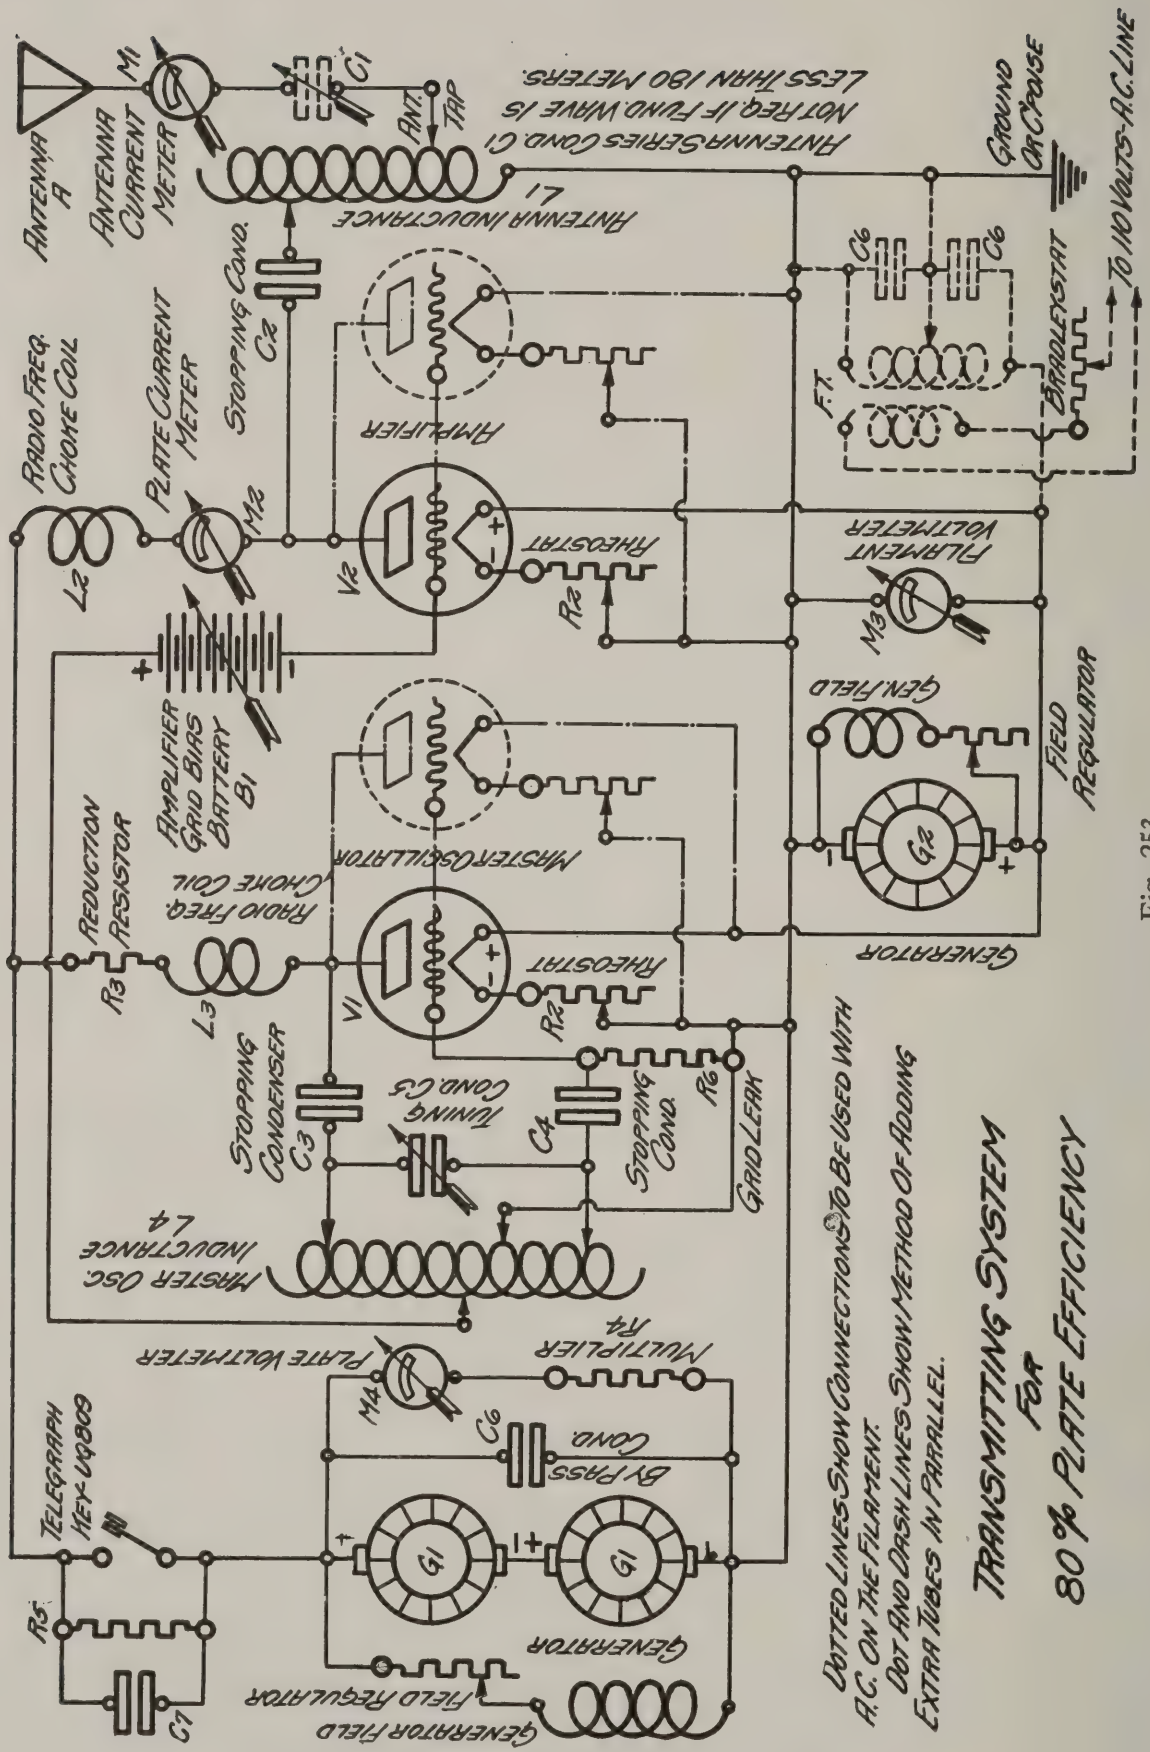 ANTENNA
A
ANTENNA
CURRENT
METER
M1
C1
ANT.
TAP
ANTENNA SERIES COND. C1
NOT REQ. IF FUND. WAVE IS
LESS THAN 180 METERS.
ANTENNA INDUCTANCE
L1
STOPPING COND.
C2
RADIO FREQ.
CHOKE COIL
L2
PLATE CURRENT
METER
M2
AMPLIFIER
V2
- +
RHEOSTAT
R2
+
-
AMPLIFIER
GRID BIAS
BATTERY
B1
REDUCTION
RESISTOR
R3
RADIO FREQ.
CHOKE COIL
L3
MASTER OSCILLATOR
V1
- +
RHEOSTAT
R2
STOPPING
CONDENSER
C3
TUNING
COND. C5
C4
STOPPING
COND.
R6
GRID LEAK
MASTER OSC.
INDUCTANCE
L4
TELEGRAPH
KEY-UQ809
R5
C7
PLATE VOLTMETER
M4
MULTIPLIER
R4
C6
BY PASS
COND.
G1
+
- +
G1
GENERATOR
FIELD REGULATOR
GENERATOR FIELD
GROUND
OR C'POISE
C6
C6
F.T.
BRADLEYSTAT
TO 110 VOLTS-A.C. LINE
FILAMENT
VOLTMETER
M3
GEN. FIELD
FIELD
REGULATOR
G2
-
+
GENERATOR
DOTTED LINES SHOW CONNECTIONS TO BE USED WITH
A.C. ON THE FILAMENT.
DOT AND DASH LINES SHOW METHOD OF ADDING
EXTRA TUBES IN PARALLEL.
TRANSMITTING SYSTEM
FOR
80% PLATE EFFICIENCY